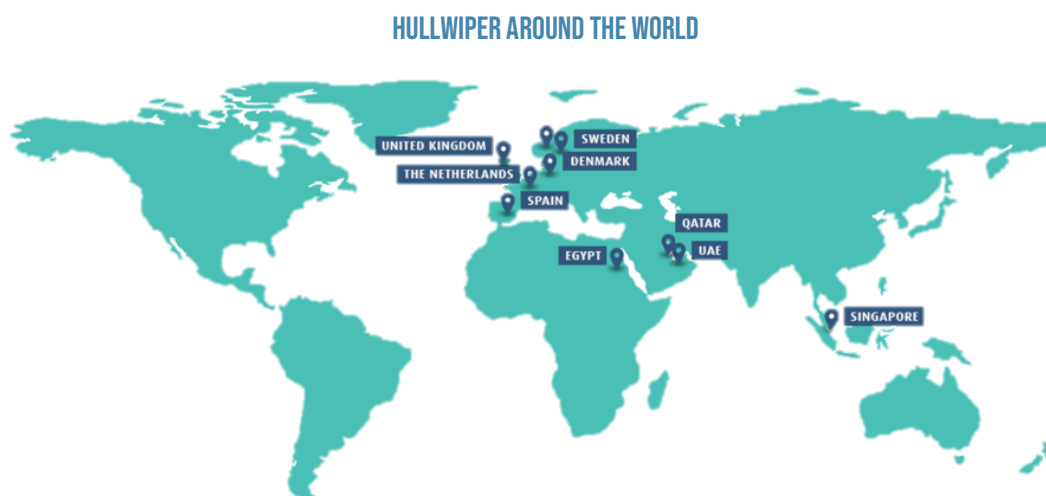 HULLWIPER AROUND THE WORLD
SWEDEN
UNITED KINGDOM
DENMARK
THE NETHERLANDS
SPAIN
QATAR
UAE
EGYPT
SINGAPORE